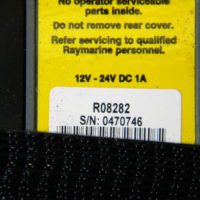 No operator serviceable
parts inside.
Do not remove rear cover.
Refer servicing to qualified
Raymarine personnel.
12V - 24V DC 1A
R08282
S/N: 0470746